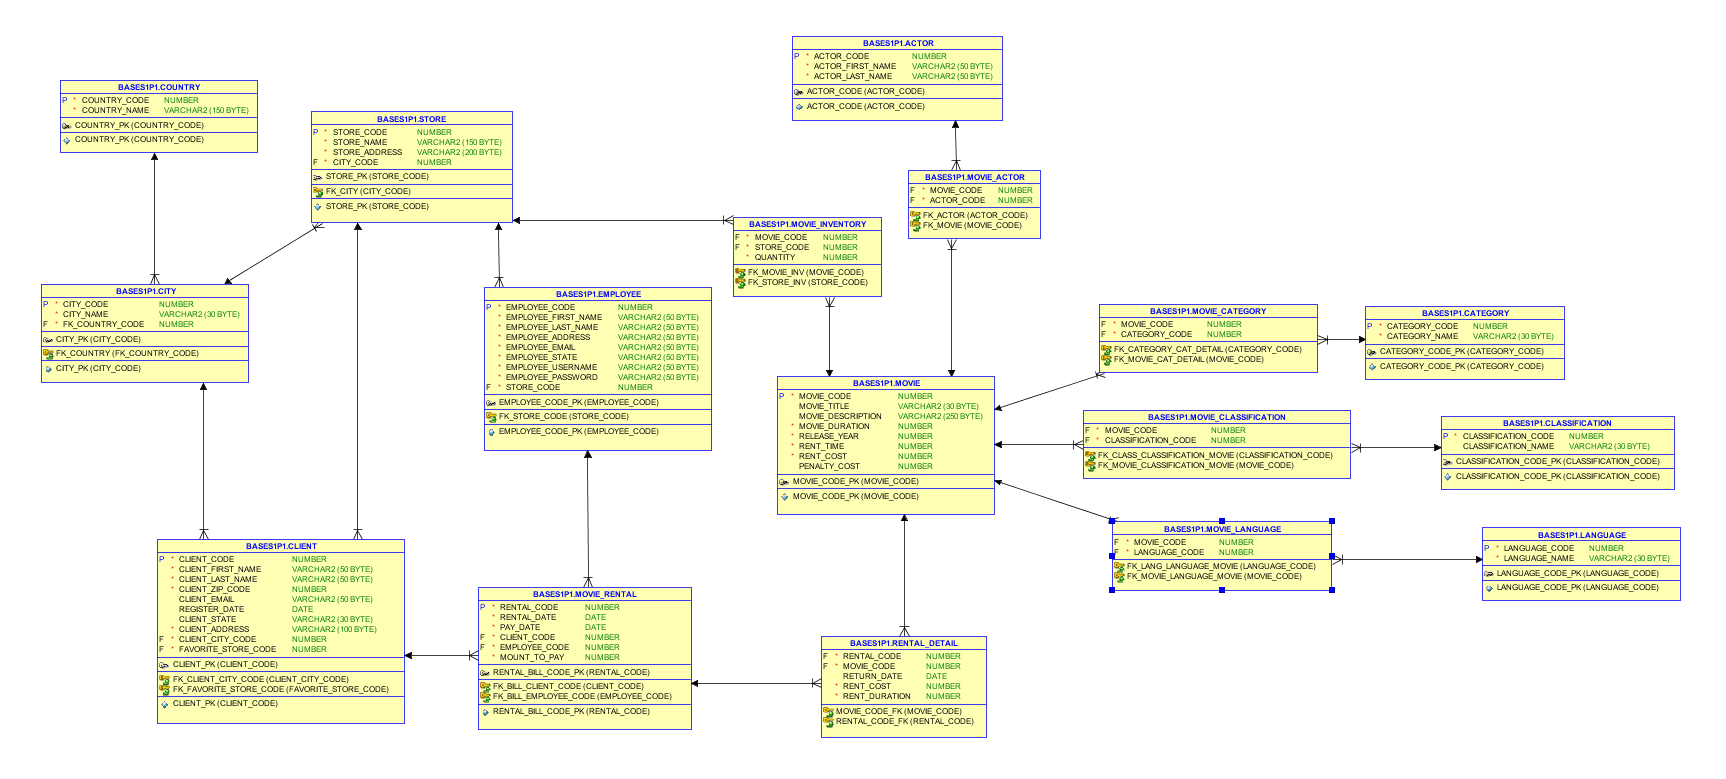 BASES1P1.ACTOR
P * ACTOR_CODE NUMBER
* ACTOR_FIRST_NAME VARCHAR2 (50 BYTE)
* ACTOR_LAST_NAME VARCHAR2 (50 BYTE)
ACTOR_CODE (ACTOR_CODE)
ACTOR_CODE (ACTOR_CODE)
BASES1P1.COUNTRY
P * COUNTRY_CODE NUMBER
* COUNTRY_NAME VARCHAR2 (150 BYTE)
COUNTRY_PK (COUNTRY_CODE)
COUNTRY_PK (COUNTRY_CODE)
BASES1P1.STORE
P * STORE_CODE NUMBER
* STORE_NAME VARCHAR2 (150 BYTE)
* STORE_ADDRESS VARCHAR2 (200 BYTE)
F * CITY_CODE NUMBER
STORE_PK (STORE_CODE)
FK_CITY (CITY_CODE)
STORE_PK (STORE_CODE)
BASES1P1.MOVIE_ACTOR
F * MOVIE_CODE NUMBER
F * ACTOR_CODE NUMBER
FK_ACTOR (ACTOR_CODE)
FK_MOVIE (MOVIE_CODE)
BASES1P1.MOVIE_INVENTORY
F * MOVIE_CODE NUMBER
F * STORE_CODE NUMBER
* QUANTITY NUMBER
FK_MOVIE_INV (MOVIE_CODE)
FK_STORE_INV (STORE_CODE)
BASES1P1.CITY
P * CITY_CODE NUMBER
* CITY_NAME VARCHAR2 (30 BYTE)
F * FK_COUNTRY_CODE NUMBER
CITY_PK (CITY_CODE)
FK_COUNTRY (FK_COUNTRY_CODE)
CITY_PK (CITY_CODE)
BASES1P1.EMPLOYEE
P * EMPLOYEE_CODE NUMBER
* EMPLOYEE_FIRST_NAME VARCHAR2 (50 BYTE)
* EMPLOYEE_LAST_NAME VARCHAR2 (50 BYTE)
* EMPLOYEE_ADDRESS VARCHAR2 (50 BYTE)
* EMPLOYEE_EMAIL VARCHAR2 (50 BYTE)
* EMPLOYEE_STATE VARCHAR2 (50 BYTE)
* EMPLOYEE_USERNAME VARCHAR2 (50 BYTE)
* EMPLOYEE_PASSWORD VARCHAR2 (50 BYTE)
F * STORE_CODE NUMBER
EMPLOYEE_CODE_PK (EMPLOYEE_CODE)
FK_STORE_CODE (STORE_CODE)
EMPLOYEE_CODE_PK (EMPLOYEE_CODE)
BASES1P1.MOVIE_CATEGORY
F * MOVIE_CODE NUMBER
F * CATEGORY_CODE NUMBER
FK_CATEGORY_CAT_DETAIL (CATEGORY_CODE)
FK_MOVIE_CAT_DETAIL (MOVIE_CODE)
BASES1P1.CATEGORY
P * CATEGORY_CODE NUMBER
* CATEGORY_NAME VARCHAR2 (30 BYTE)
CATEGORY_CODE_PK (CATEGORY_CODE)
CATEGORY_CODE_PK (CATEGORY_CODE)
BASES1P1.MOVIE
P * MOVIE_CODE NUMBER
MOVIE_TITLE VARCHAR2 (30 BYTE)
MOVIE_DESCRIPTION VARCHAR2 (250 BYTE)
* MOVIE_DURATION NUMBER
* RELEASE_YEAR NUMBER
* RENT_TIME NUMBER
* RENT_COST NUMBER
PENALTY_COST NUMBER
MOVIE_CODE_PK (MOVIE_CODE)
MOVIE_CODE_PK (MOVIE_CODE)
BASES1P1.MOVIE_CLASSIFICATION
F * MOVIE_CODE NUMBER
F * CLASSIFICATION_CODE NUMBER
FK_CLASS_CLASSIFICATION_MOVIE (CLASSIFICATION_CODE)
FK_MOVIE_CLASSIFICATION_MOVIE (MOVIE_CODE)
BASES1P1.CLASSIFICATION
P * CLASSIFICATION_CODE NUMBER
CLASSIFICATION_NAME VARCHAR2 (30 BYTE)
CLASSIFICATION_CODE_PK (CLASSIFICATION_CODE)
CLASSIFICATION_CODE_PK (CLASSIFICATION_CODE)
BASES1P1.MOVIE_LANGUAGE
F * MOVIE_CODE NUMBER
F * LANGUAGE_CODE NUMBER
FK_LANG_LANGUAGE_MOVIE (LANGUAGE_CODE)
FK_MOVIE_LANGUAGE_MOVIE (MOVIE_CODE)
BASES1P1.LANGUAGE
P * LANGUAGE_CODE NUMBER
* LANGUAGE_NAME VARCHAR2 (30 BYTE)
LANGUAGE_CODE_PK (LANGUAGE_CODE)
LANGUAGE_CODE_PK (LANGUAGE_CODE)
BASES1P1.CLIENT
P * CLIENT_CODE NUMBER
* CLIENT_FIRST_NAME VARCHAR2 (50 BYTE)
* CLIENT_LAST_NAME VARCHAR2 (50 BYTE)
* CLIENT_ZIP_CODE NUMBER
CLIENT_EMAIL VARCHAR2 (50 BYTE)
REGISTER_DATE DATE
CLIENT_STATE VARCHAR2 (30 BYTE)
* CLIENT_ADDRESS VARCHAR2 (100 BYTE)
F * CLIENT_CITY_CODE NUMBER
F * FAVORITE_STORE_CODE NUMBER
CLIENT_PK (CLIENT_CODE)
FK_CLIENT_CITY_CODE (CLIENT_CITY_CODE)
FK_FAVORITE_STORE_CODE (FAVORITE_STORE_CODE)
CLIENT_PK (CLIENT_CODE)
BASES1P1.MOVIE_RENTAL
P * RENTAL_CODE NUMBER
* RENTAL_DATE DATE
* PAY_DATE DATE
F * CLIENT_CODE NUMBER
F * EMPLOYEE_CODE NUMBER
* MOUNT_TO_PAY NUMBER
RENTAL_BILL_CODE_PK (RENTAL_CODE)
FK_BILL_CLIENT_CODE (CLIENT_CODE)
FK_BILL_EMPLOYEE_CODE (EMPLOYEE_CODE)
RENTAL_BILL_CODE_PK (RENTAL_CODE)
BASES1P1.RENTAL_DETAIL
F * RENTAL_CODE NUMBER
F * MOVIE_CODE NUMBER
RETURN_DATE DATE
* RENT_COST NUMBER
* RENT_DURATION NUMBER
MOVIE_CODE_FK (MOVIE_CODE)
RENTAL_CODE_FK (RENTAL_CODE)